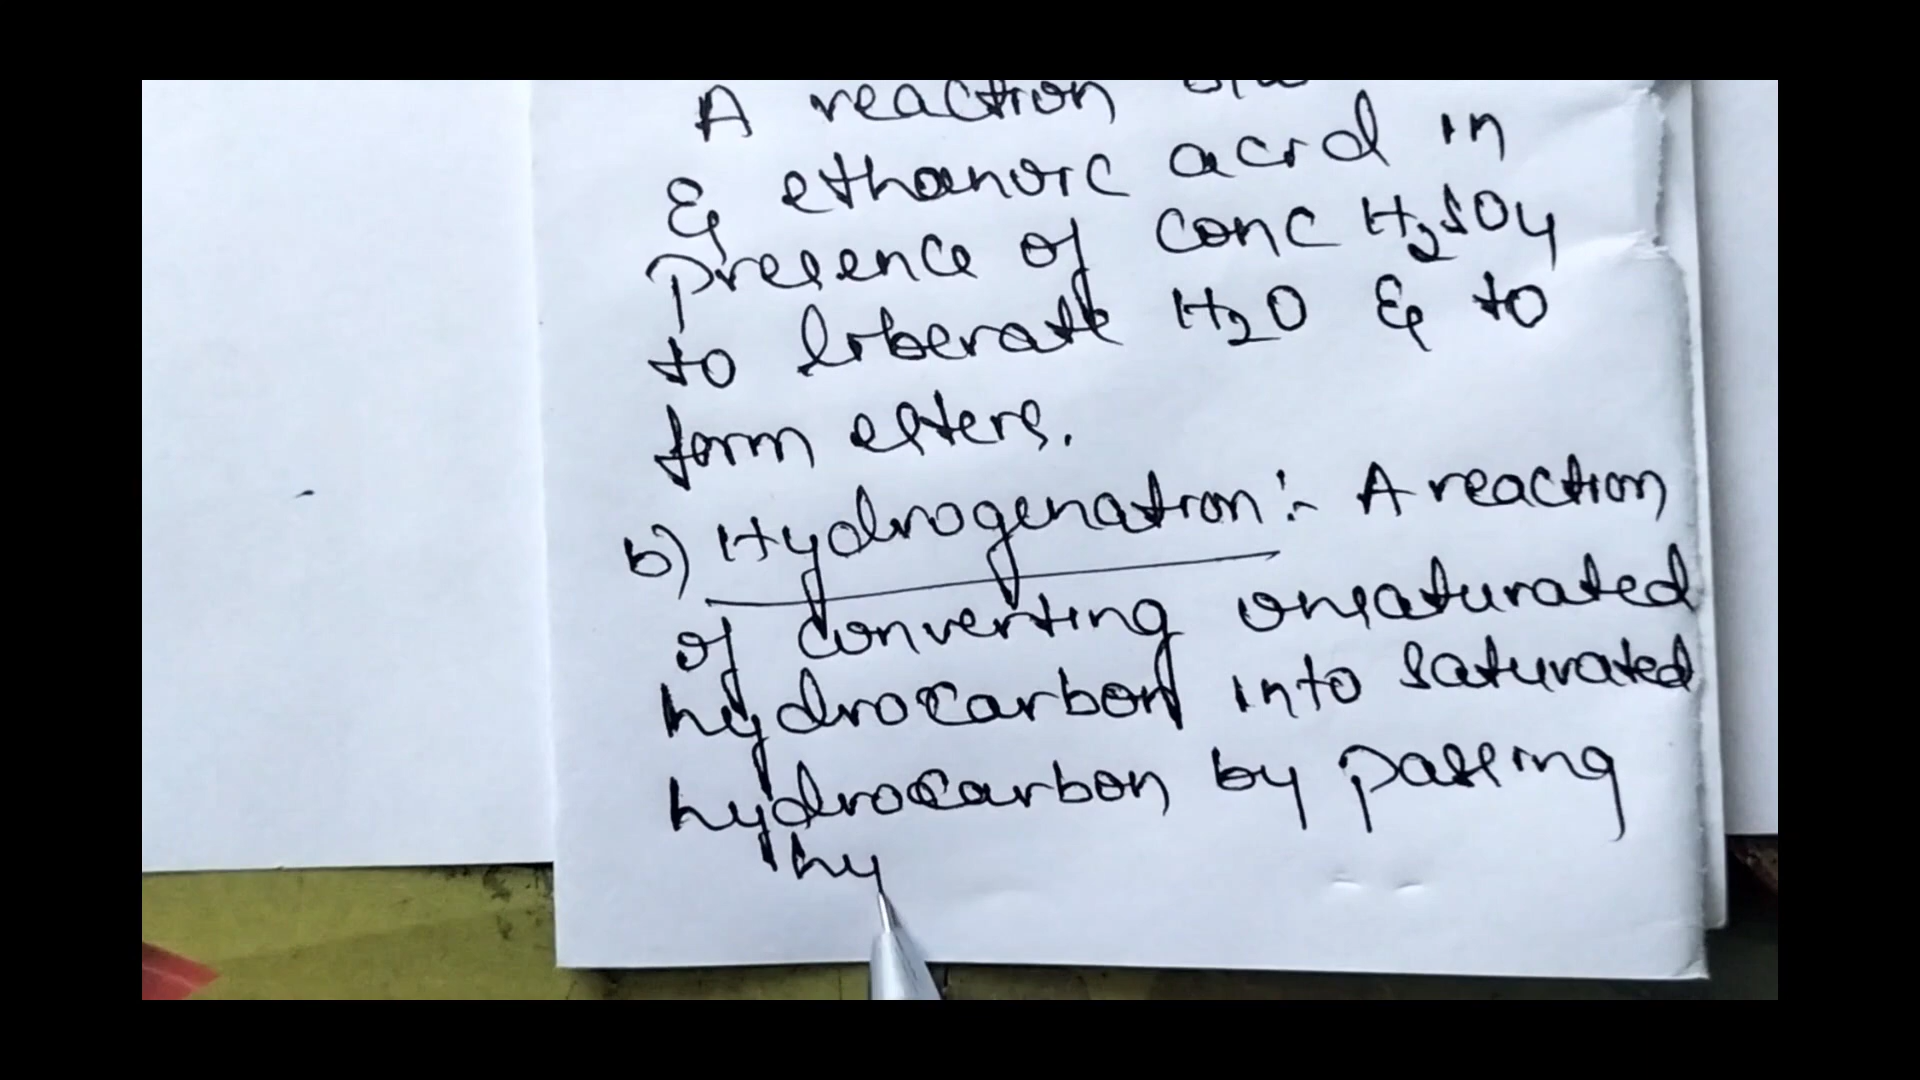 A reaction
& ethanoic acid in
presence of conc H₂SO₄
to liberate H₂O & to
form esters.
b) Hydrogenation :- A reaction
of converting unsaturated
hydrocarbon into saturated
hydrocarbon by passing
hy